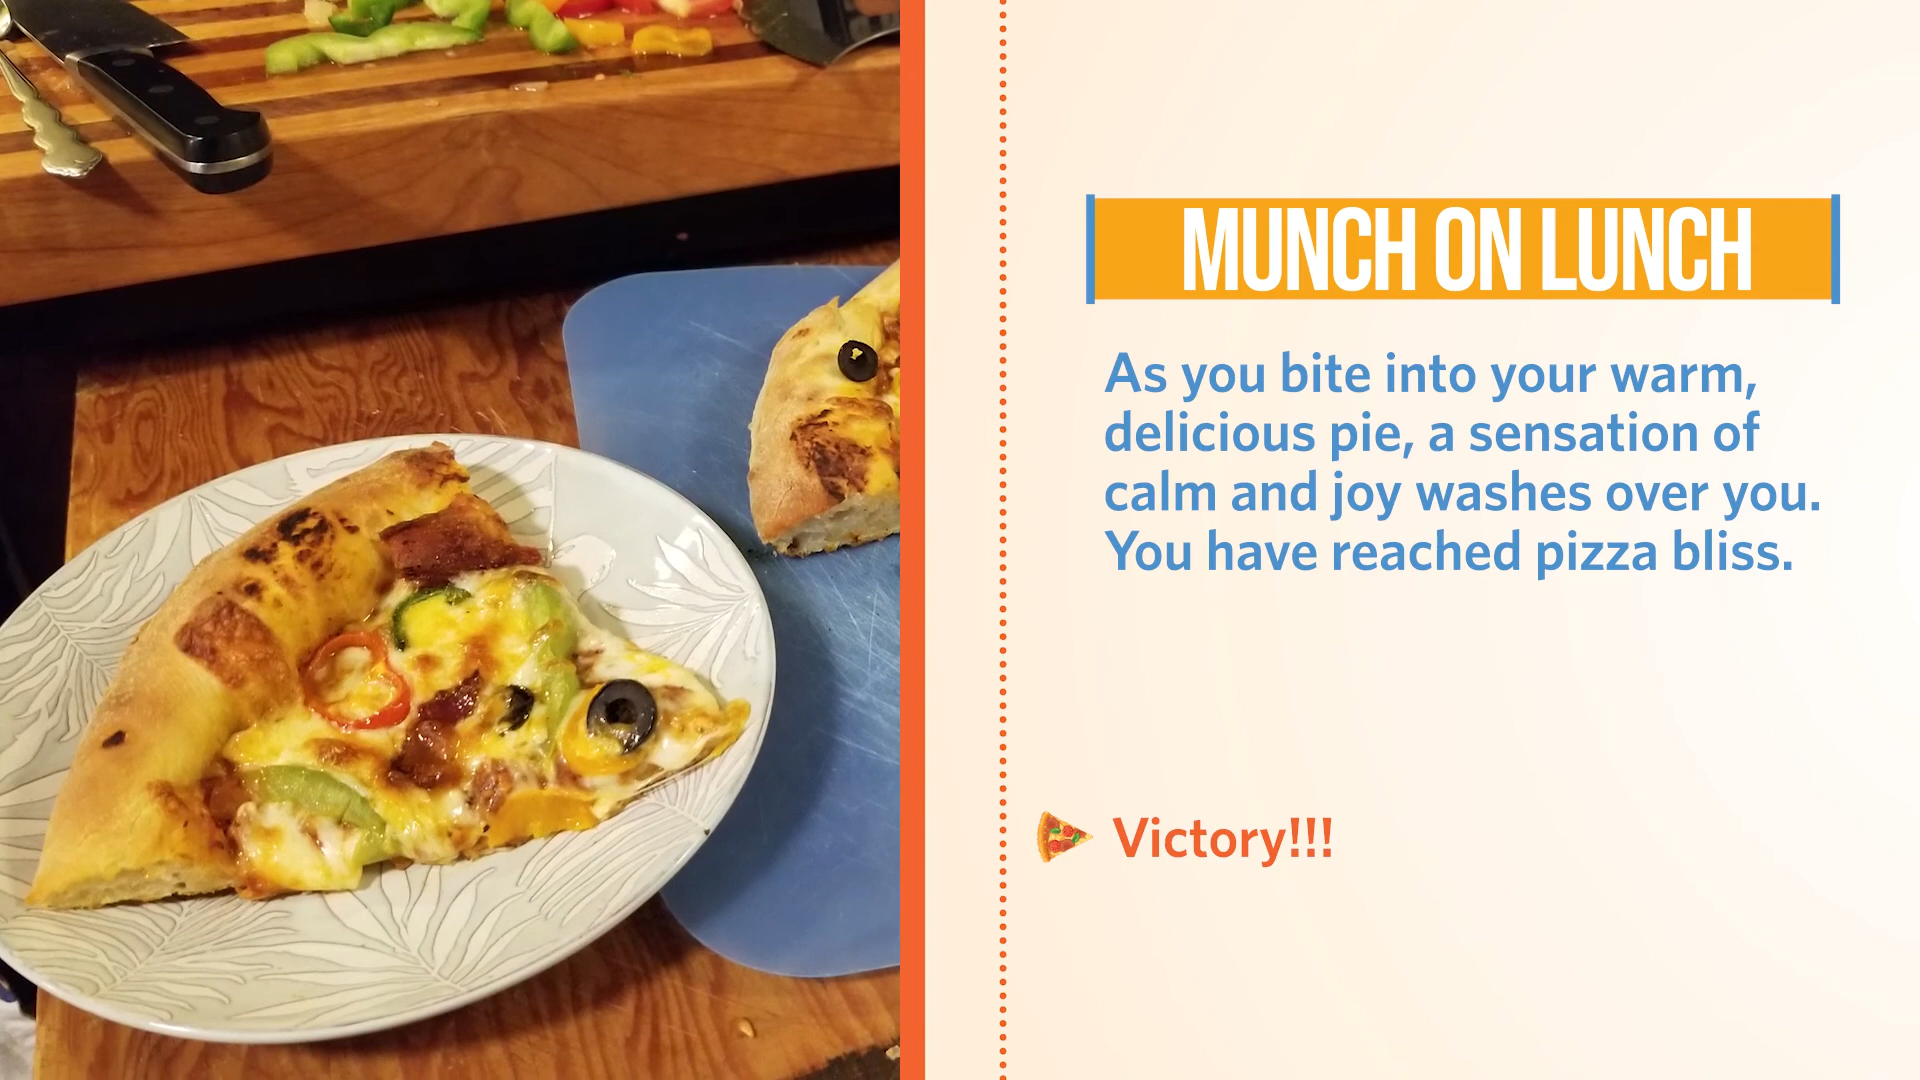 MUNCH ON LUNCH
As you bite into your warm,
delicious pie, a sensation of
calm and joy washes over you.
You have reached pizza bliss.
Victory!!!